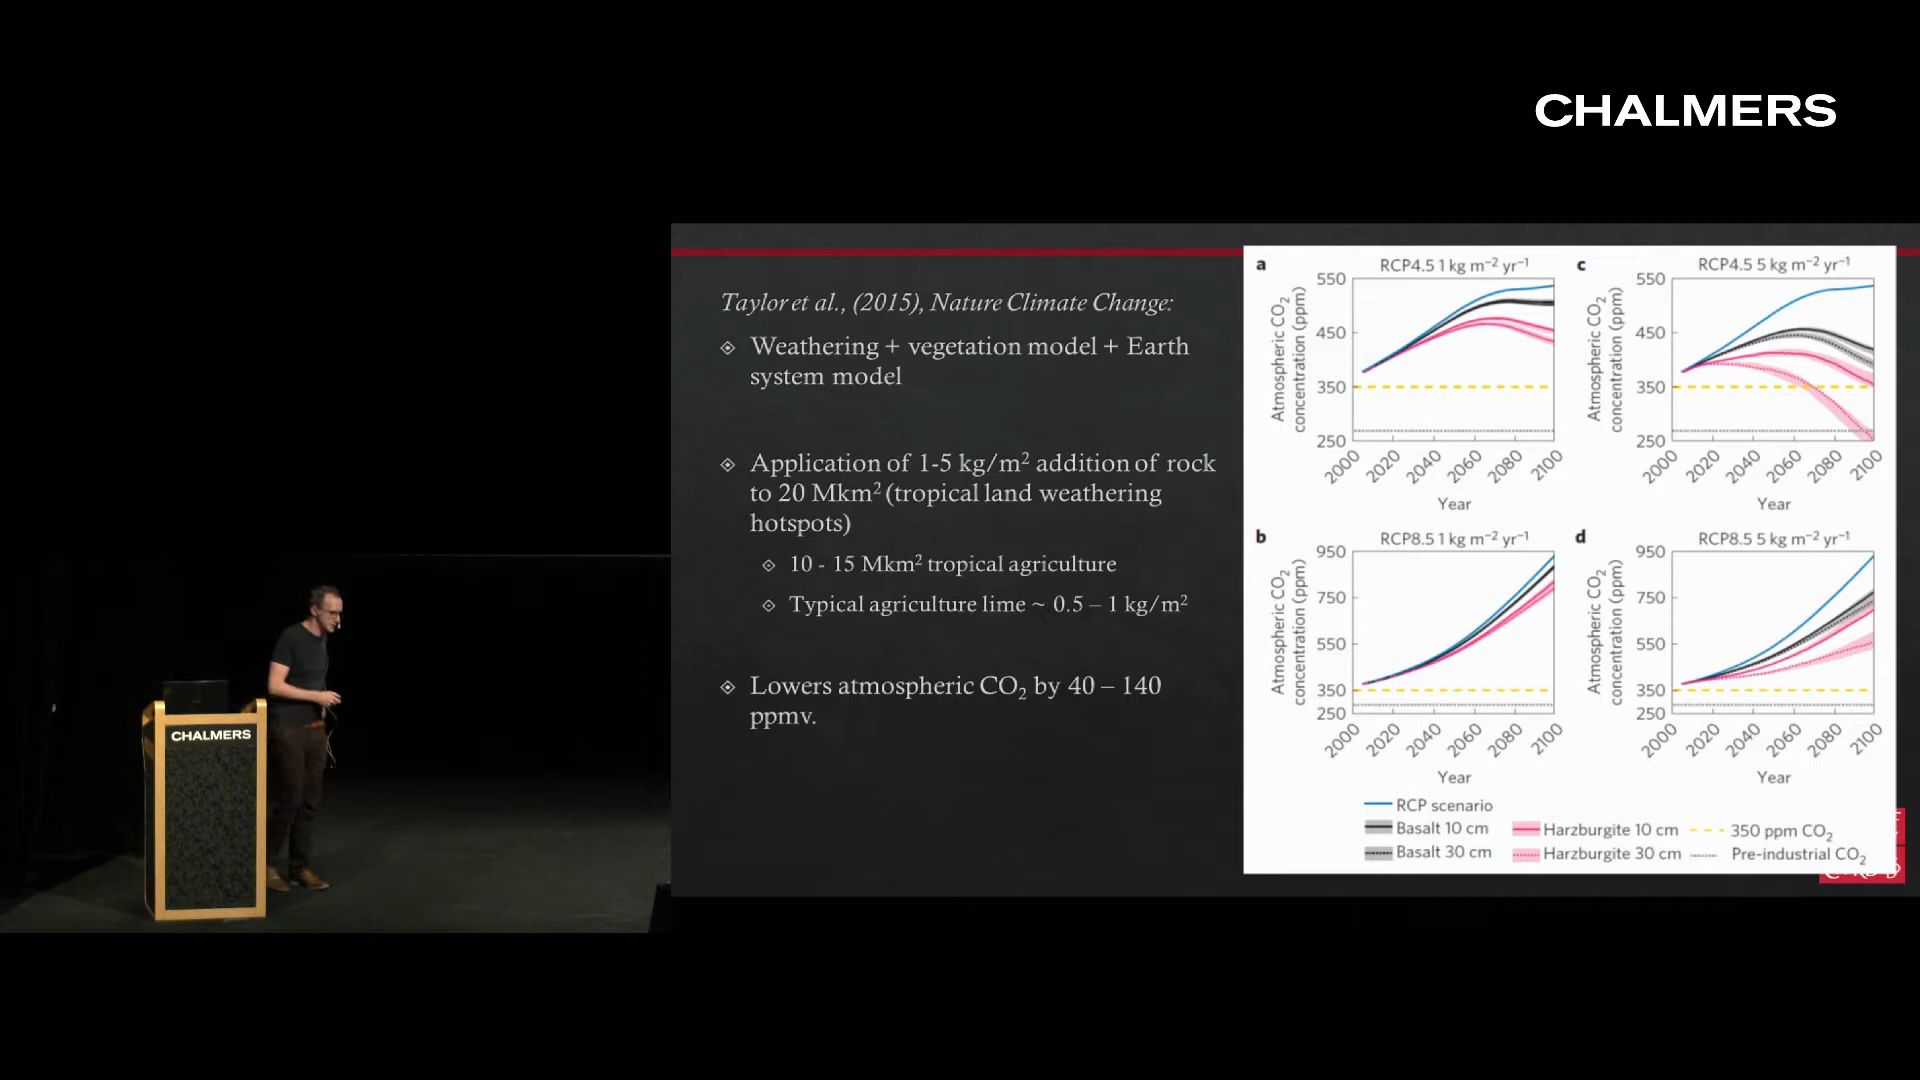 CHALMERS
Taylor et al., (2015), Nature Climate Change:
Weathering + vegetation model + Earth
system model
Application of 1-5 kg/m² addition of rock
to 20 Mkm² (tropical land weathering
hotspots)
10 - 15 Mkm² tropical agriculture
Typical agriculture lime ~ 0.5 – 1 kg/m²
Lowers atmospheric CO₂ by 40 – 140
ppmv.
a
RCP4.5 1 kg m⁻² yr⁻¹
Atmospheric CO₂
concentration (ppm)
550
450
350
250
2000 2020 2040 2060 2080 2100
Year
c
RCP4.5 5 kg m⁻² yr⁻¹
Atmospheric CO₂
concentration (ppm)
550
450
350
250
2000 2020 2040 2060 2080 2100
Year
b
RCP8.5 1 kg m⁻² yr⁻¹
Atmospheric CO₂
concentration (ppm)
950
750
550
350
250
2000 2020 2040 2060 2080 2100
Year
d
RCP8.5 5 kg m⁻² yr⁻¹
Atmospheric CO₂
concentration (ppm)
950
750
550
350
250
2000 2020 2040 2060 2080 2100
Year
RCP scenario
Basalt 10 cm
Harzburgite 10 cm
350 ppm CO₂
Basalt 30 cm
Harzburgite 30 cm
Pre-industrial CO₂
CHALMERS